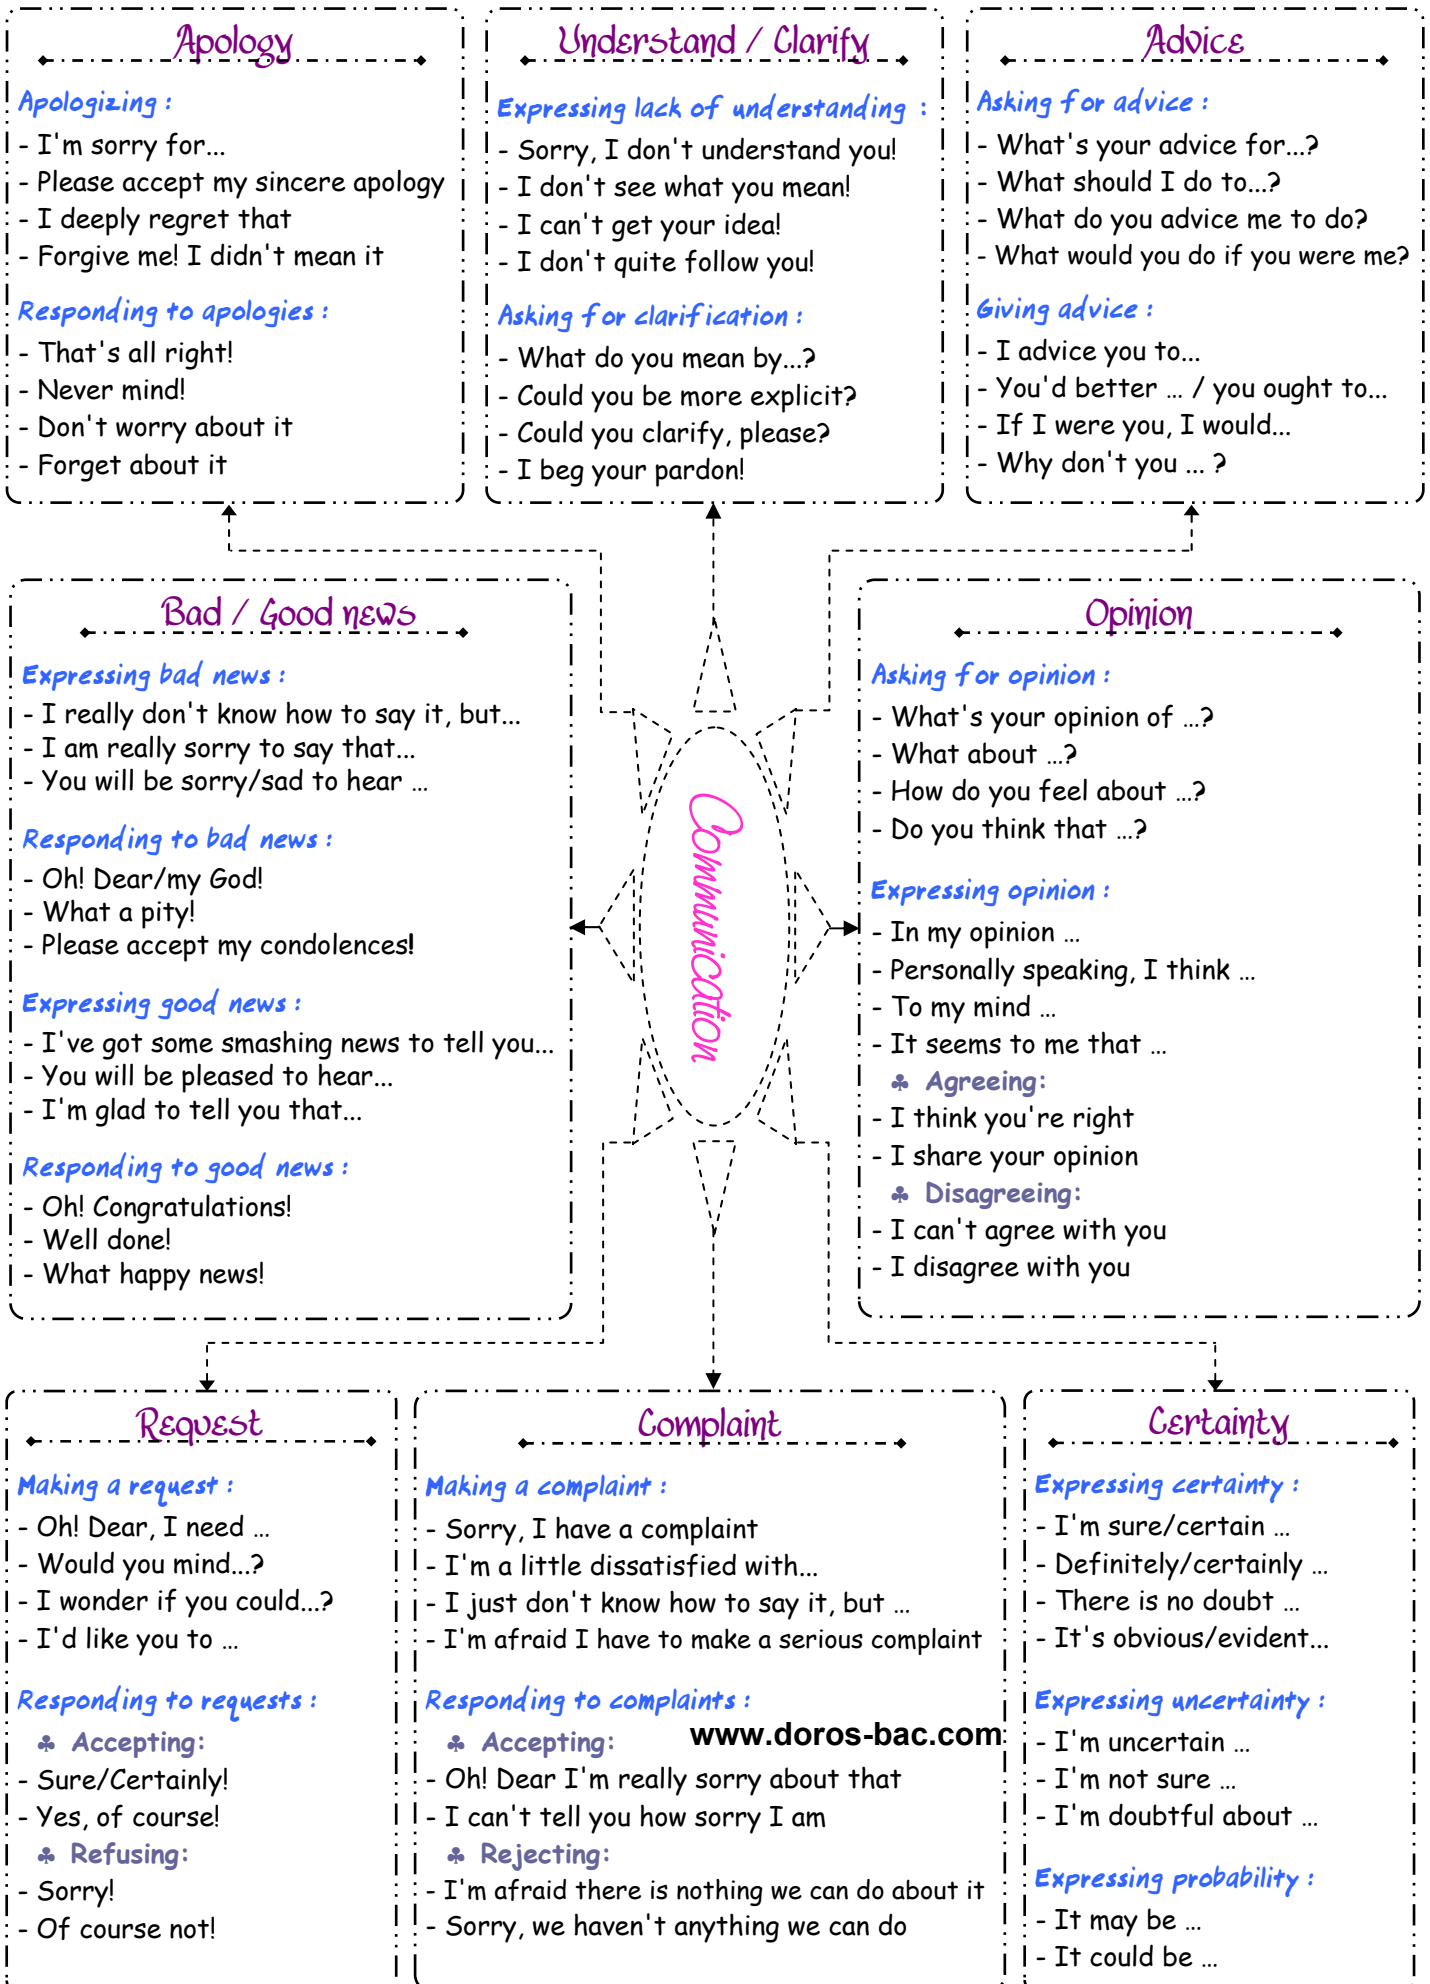 Apology
Apologizing :
- I'm sorry for...
- Please accept my sincere apology
- I deeply regret that
- Forgive me! I didn't mean it
Responding to apologies :
- That's all right!
- Never mind!
- Don't worry about it
- Forget about it
Understand / Clarify
Expressing lack of understanding :
- Sorry, I don't understand you!
- I don't see what you mean!
- I can't get your idea!
- I don't quite follow you!
Asking for clarification :
- What do you mean by...?
- Could you be more explicit?
- Could you clarify, please?
- I beg your pardon!
Advice
Asking for advice :
- What's your advice for...?
- What should I do to...?
- What do you advice me to do?
- What would you do if you were me?
Giving advice :
- I advice you to...
- You'd better ... / you ought to...
- If I were you, I would...
- Why don't you ... ?
Bad / Good news
Expressing bad news :
- I really don't know how to say it, but...
- I am really sorry to say that...
- You will be sorry/sad to hear ...
Responding to bad news :
- Oh! Dear/my God!
- What a pity!
- Please accept my condolences!
Expressing good news :
- I've got some smashing news to tell you...
- You will be pleased to hear...
- I'm glad to tell you that...
Responding to good news :
- Oh! Congratulations!
- Well done!
- What happy news!
Communication
Opinion
Asking for opinion :
- What's your opinion of ...?
- What about ...?
- How do you feel about ...?
- Do you think that ...?
Expressing opinion :
- In my opinion ...
- Personally speaking, I think ...
- To my mind ...
- It seems to me that ...
♣ Agreeing:
- I think you're right
- I share your opinion
♣ Disagreeing:
- I can't agree with you
- I disagree with you
Request
Making a request :
- Oh! Dear, I need ...
- Would you mind...?
- I wonder if you could...?
- I'd like you to ...
Responding to requests :
♣ Accepting:
- Sure/Certainly!
- Yes, of course!
♣ Refusing:
- Sorry!
- Of course not!
Complaint
Making a complaint :
- Sorry, I have a complaint
- I'm a little dissatisfied with...
- I just don't know how to say it, but ...
- I'm afraid I have to make a serious complaint
Responding to complaints :
www.doros-bac.com
♣ Accepting:
- Oh! Dear I'm really sorry about that
- I can't tell you how sorry I am
♣ Rejecting:
- I'm afraid there is nothing we can do about it
- Sorry, we haven't anything we can do
Certainty
Expressing certainty :
- I'm sure/certain ...
- Definitely/certainly ...
- There is no doubt ...
- It's obvious/evident...
Expressing uncertainty :
- I'm uncertain ...
- I'm not sure ...
- I'm doubtful about ...
Expressing probability :
- It may be ...
- It could be ...